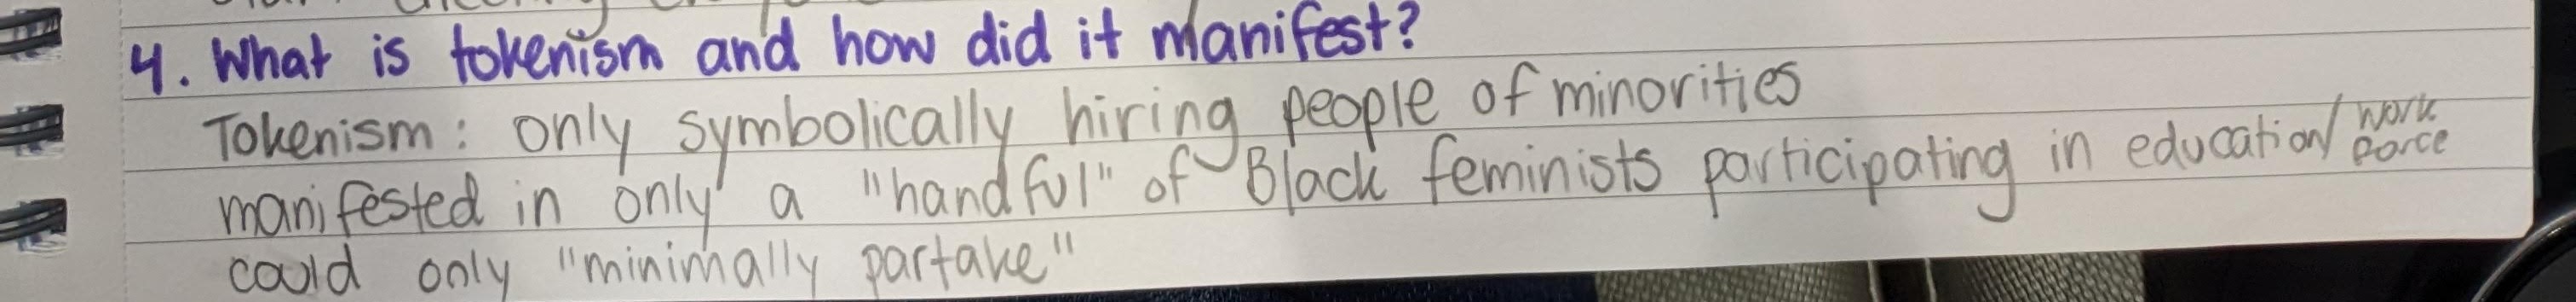 4. What is tokenism and how did it manifest?
Tokenism: only symbolically hiring people of minorities
manifested in only a "handful" of Black feminists participating in education/work force
could only "minimally partake"